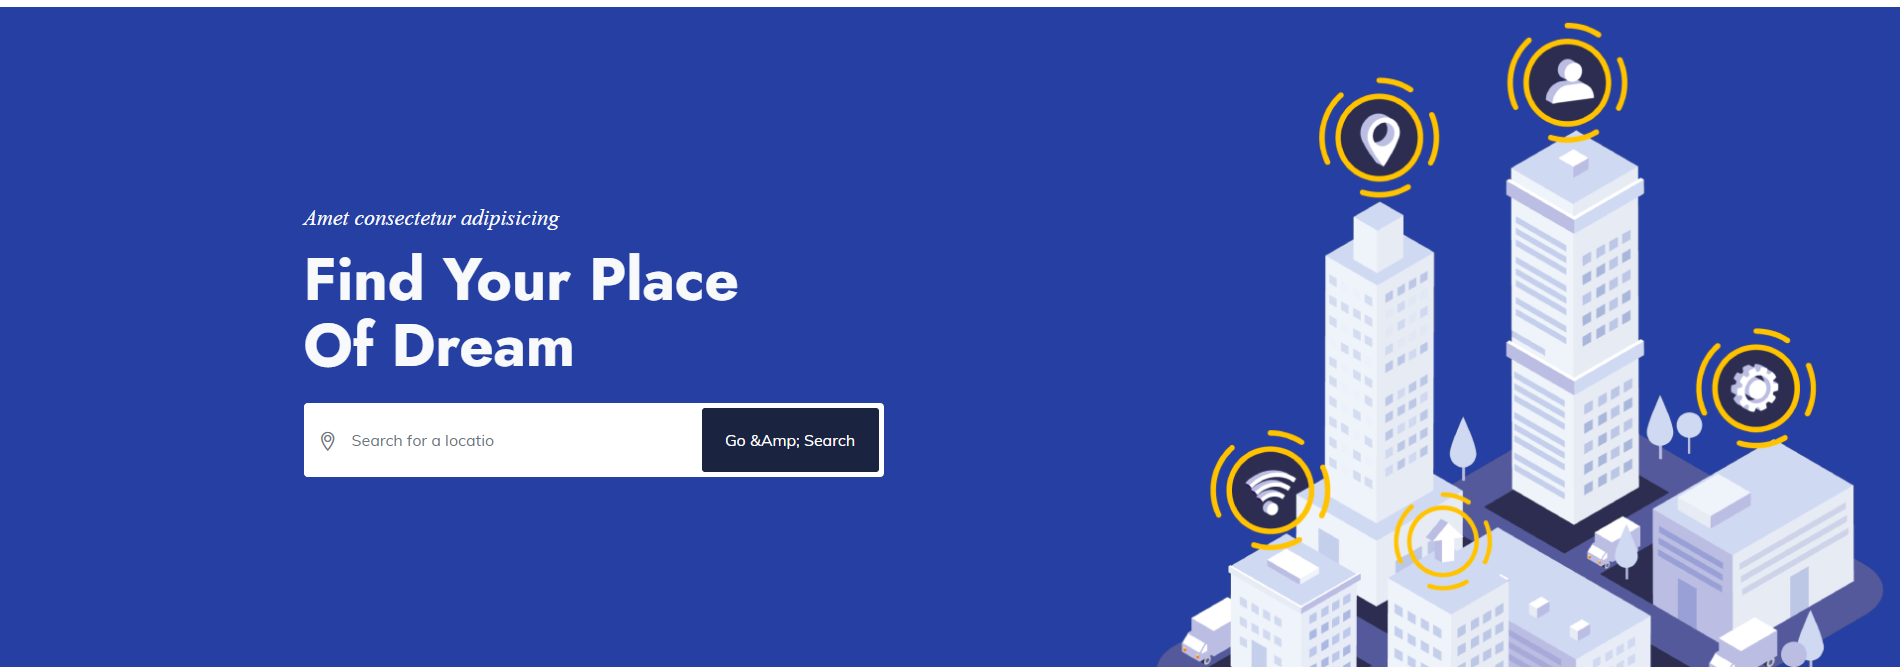 Amet consectetur adipisicing
Find Your Place
Of Dream
Search for a locatio
Go &Amp; Search